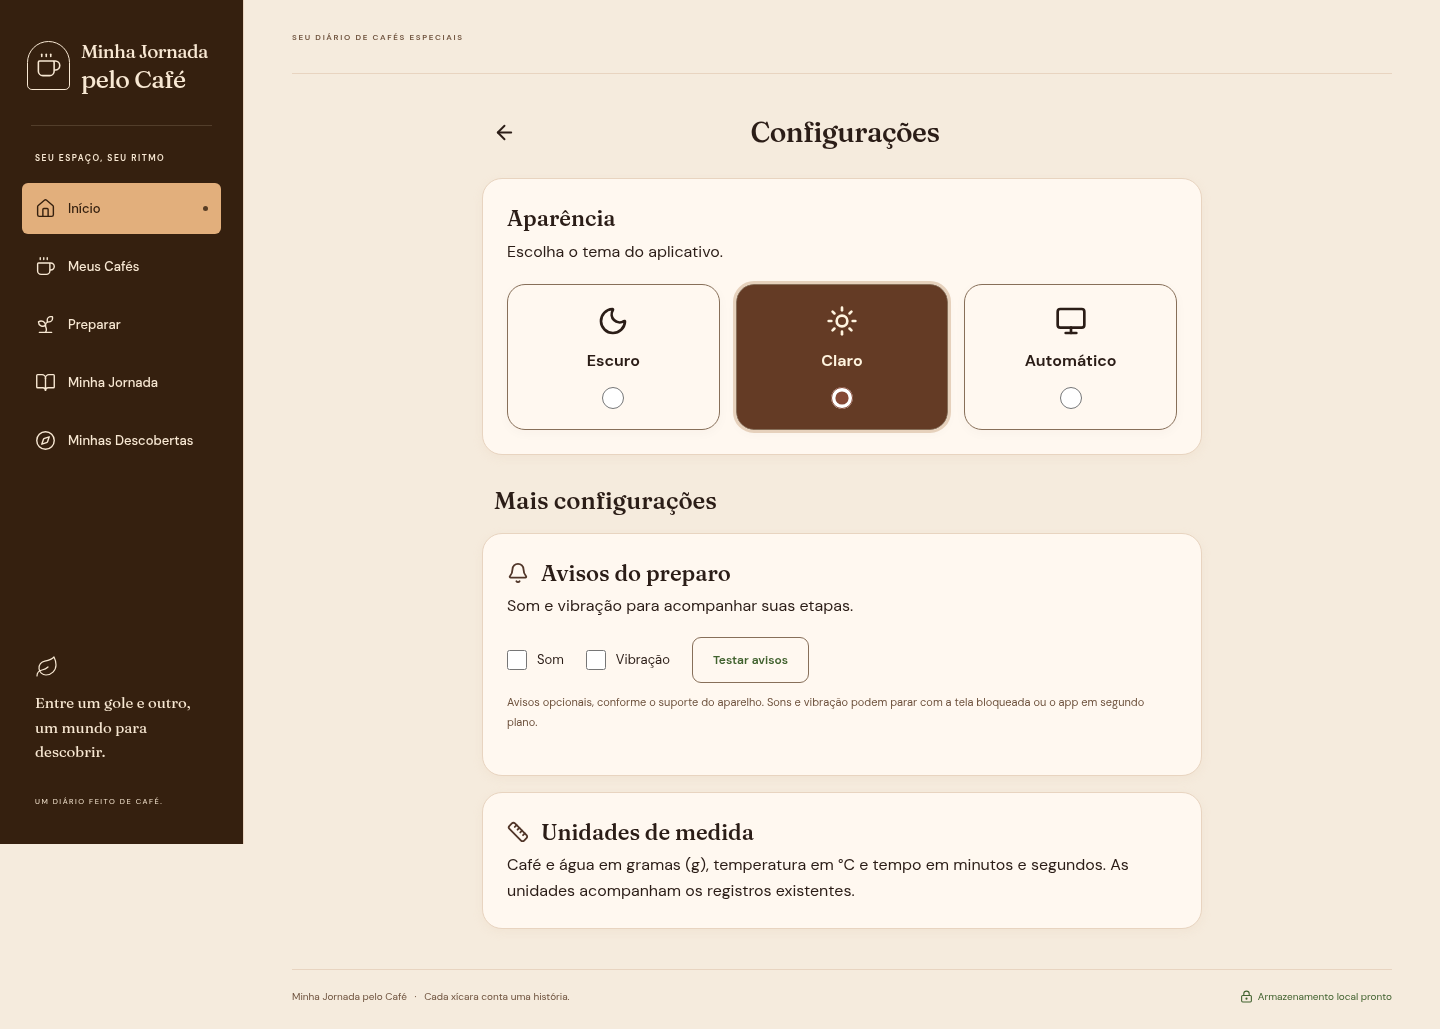 Minha Jornada
pelo Café
SEU ESPAÇO, SEU RITMO
Início
Meus Cafés
Preparar
Minha Jornada
Minhas Descobertas
Entre um gole e outro,
um mundo para
descobrir.
UM DIÁRIO FEITO DE CAFÉ.
SEU DIÁRIO DE CAFÉS ESPECIAIS
Configurações
Aparência
Escolha o tema do aplicativo.
Escuro
Claro
Automático
Mais configurações
Avisos do preparo
Som e vibração para acompanhar suas etapas.
Som
Vibração
Testar avisos
Avisos opcionais, conforme o suporte do aparelho. Sons e vibração podem parar com a tela bloqueada ou o app em segundo
plano.
Unidades de medida
Café e água em gramas (g), temperatura em °C e tempo em minutos e segundos. As
unidades acompanham os registros existentes.
Minha Jornada pelo Café · Cada xícara conta uma história.
Armazenamento local pronto